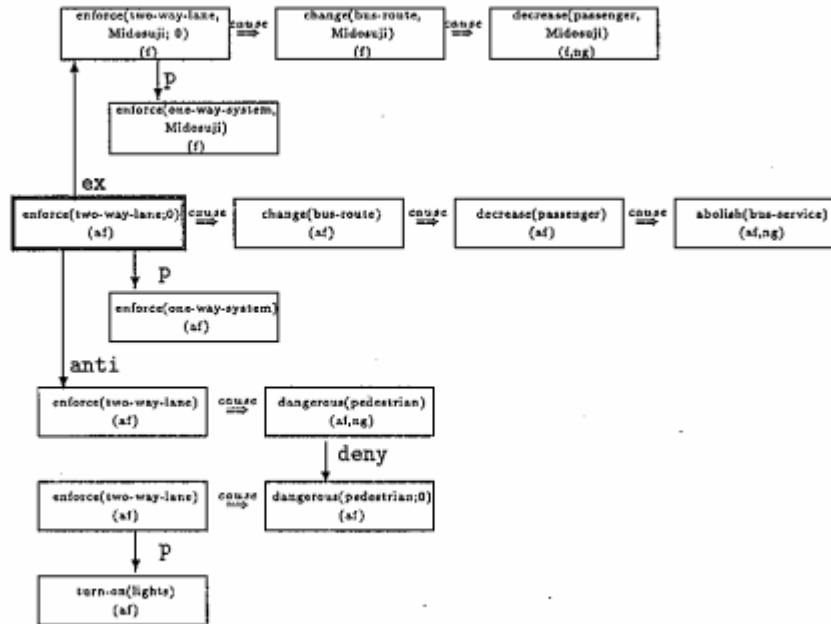 enforce(two-way-lane,
Midosuji; 0)
(f)
cause
⇒
change(bus-route,
Midosuji)
(f)
cause
⇒
decrease(passenger,
Midosuji)
(f,ng)
p
enforce(one-way-system,
Midosuji)
(f)
ex
enforce(two-way-lane;0)
(af)
cause
⇒
change(bus-route)
(af)
cause
⇒
decrease(passenger)
(af)
cause
⇒
abolish(bus-service)
(af,ng)
p
enforce(one-way-system)
(af)
anti
enforce(two-way-lane)
(af)
cause
⇒
dangerous(pedestrian)
(af,ng)
deny
enforce(two-way-lane)
(af)
cause
⇒
dangerous(pedestrian;0)
(af)
p
turn-on(lights)
(af)